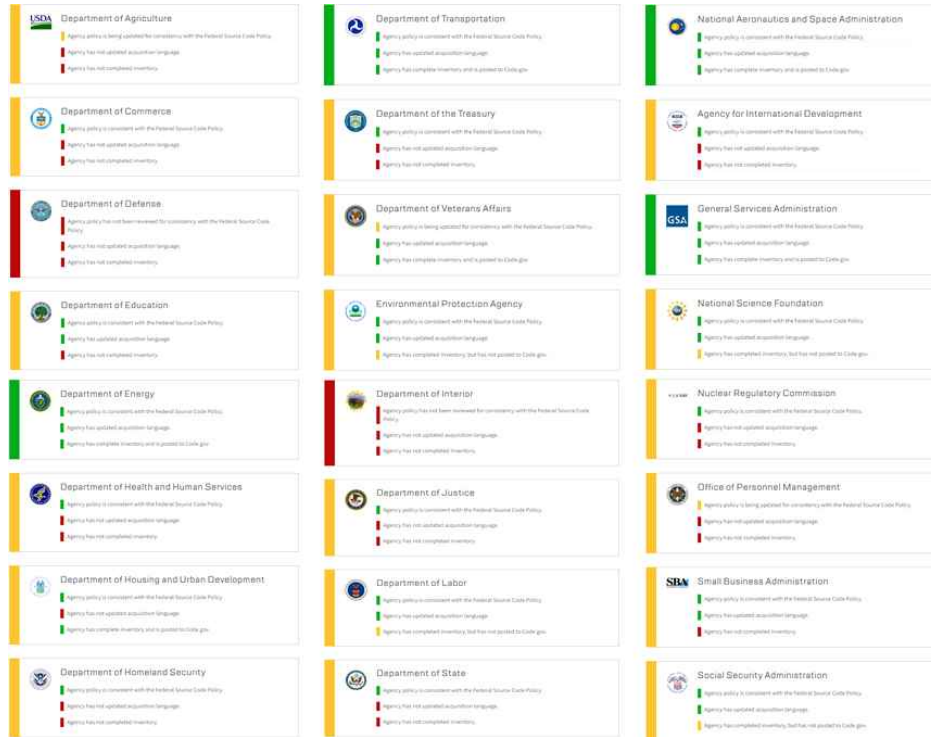 USDA
Department of Agriculture
Agency policy is being updated for consistency with the Federal Source Code Policy.
Agency has not updated acquisition language.
Agency has not completed inventory.
Department of Commerce
Agency policy is consistent with the Federal Source Code Policy.
Agency has not updated acquisition language.
Agency has not completed inventory.
Department of Defense
Agency policy has not been reviewed for consistency with the Federal Source Code
Policy.
Agency has not updated acquisition language.
Agency has not completed inventory.
Department of Education
Agency policy is consistent with the Federal Source Code Policy.
Agency has updated acquisition language.
Agency has not completed inventory.
Department of Energy
Agency policy is consistent with the Federal Source Code Policy.
Agency has updated acquisition language.
Agency has complete inventory and is posted to Code.gov.
Department of Health and Human Services
Agency policy is consistent with the Federal Source Code Policy.
Agency has not updated acquisition language.
Agency has not completed inventory.
Department of Housing and Urban Development
Agency policy is consistent with the Federal Source Code Policy.
Agency has not updated acquisition language.
Agency has complete inventory and is posted to Code.gov.
Department of Homeland Security
Agency policy is consistent with the Federal Source Code Policy.
Agency has not updated acquisition language.
Agency has not completed inventory.
Department of Transportation
Agency policy is consistent with the Federal Source Code Policy.
Agency has updated acquisition language.
Agency has complete inventory and is posted to Code.gov.
Department of the Treasury
Agency policy is consistent with the Federal Source Code Policy.
Agency has not updated acquisition language.
Agency has not completed inventory.
Department of Veterans Affairs
Agency policy is being updated for consistency with the Federal Source Code Policy.
Agency has updated acquisition language.
Agency has complete inventory and is posted to Code.gov.
Environmental Protection Agency
Agency policy is consistent with the Federal Source Code Policy.
Agency has updated acquisition language.
Agency has completed inventory, but has not posted to Code.gov.
Department of Interior
Agency policy has not been reviewed for consistency with the Federal Source Code
Policy.
Agency has not updated acquisition language.
Agency has not completed inventory.
Department of Justice
Agency policy is consistent with the Federal Source Code Policy.
Agency has not updated acquisition language.
Agency has not completed inventory.
Department of Labor
Agency policy is consistent with the Federal Source Code Policy.
Agency has updated acquisition language.
Agency has completed inventory, but has not posted to Code.gov.
Department of State
Agency policy is consistent with the Federal Source Code Policy.
Agency has not updated acquisition language.
Agency has not completed inventory.
National Aeronautics and Space Administration
Agency policy is consistent with the Federal Source Code Policy.
Agency has updated acquisition language.
Agency has complete inventory and is posted to Code.gov.
Agency for International Development
Agency policy is consistent with the Federal Source Code Policy.
Agency has not updated acquisition language.
Agency has not completed inventory.
GSA
General Services Administration
Agency policy is consistent with the Federal Source Code Policy.
Agency has updated acquisition language.
Agency has complete inventory and is posted to Code.gov.
National Science Foundation
Agency policy is consistent with the Federal Source Code Policy.
Agency has updated acquisition language.
Agency has completed inventory, but has not posted to Code.gov.
Nuclear Regulatory Commission
Agency policy is consistent with the Federal Source Code Policy.
Agency has not updated acquisition language.
Agency has not completed inventory.
Office of Personnel Management
Agency policy is being updated for consistency with the Federal Source Code Policy.
Agency has not updated acquisition language.
Agency has not completed inventory.
SBA
Small Business Administration
Agency policy is consistent with the Federal Source Code Policy.
Agency has updated acquisition language.
Agency has not completed inventory.
Social Security Administration
Agency policy is consistent with the Federal Source Code Policy.
Agency has updated acquisition language.
Agency has completed inventory, but has not posted to Code.gov.